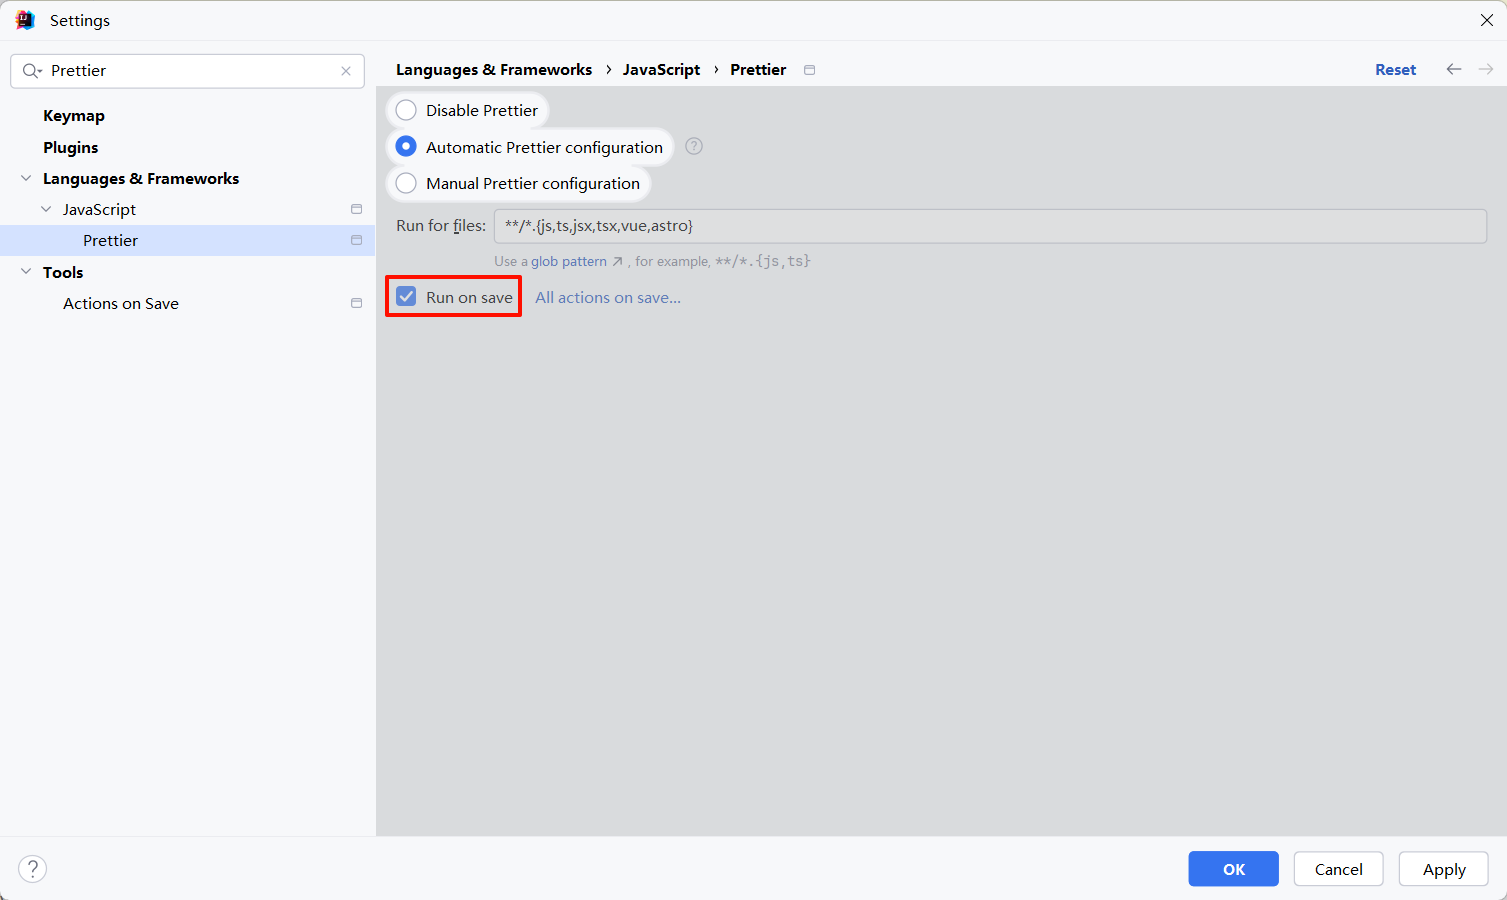 Settings
Prettier
Keymap
Plugins
Languages & Frameworks
JavaScript
Prettier
Tools
Actions on Save
Languages & Frameworks › JavaScript › Prettier
Reset
Disable Prettier
Automatic Prettier configuration
Manual Prettier configuration
Run for files: **/*.{js,ts,jsx,tsx,vue,astro}
Use a glob pattern ↗ , for example, **/*.{js,ts}
Run on save All actions on save...
OK Cancel Apply